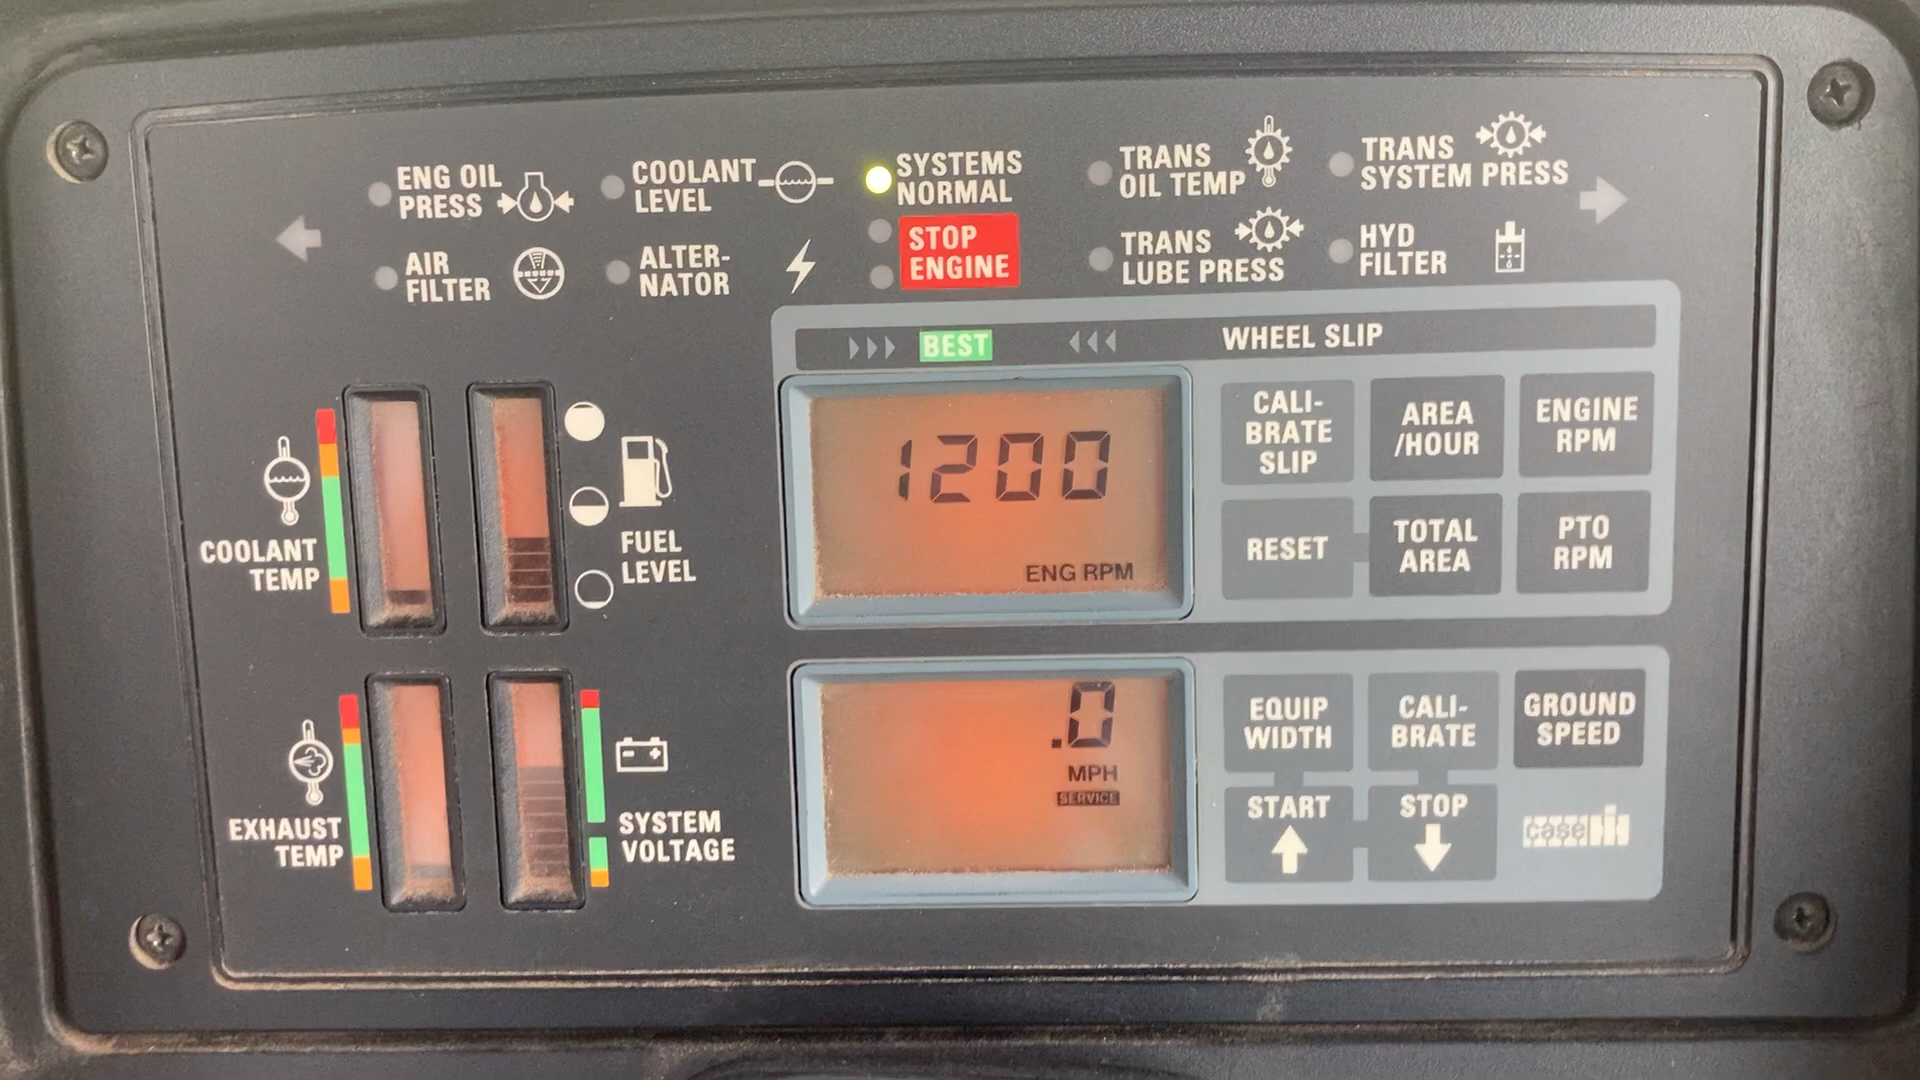 ENG OIL
PRESS
COOLANT
LEVEL
SYSTEMS
NORMAL
TRANS
OIL TEMP
TRANS
SYSTEM PRESS
AIR
FILTER
ALTER-
NATOR
STOP
ENGINE
TRANS
LUBE PRESS
HYD
FILTER
BEST
WHEEL SLIP
COOLANT
TEMP
FUEL
LEVEL
1200
ENG RPM
CALI-
BRATE
SLIP
AREA
/HOUR
ENGINE
RPM
RESET
TOTAL
AREA
PTO
RPM
EXHAUST
TEMP
SYSTEM
VOLTAGE
.0
MPH
SERVICE
EQUIP
WIDTH
CALI-
BRATE
GROUND
SPEED
START
STOP
case IH